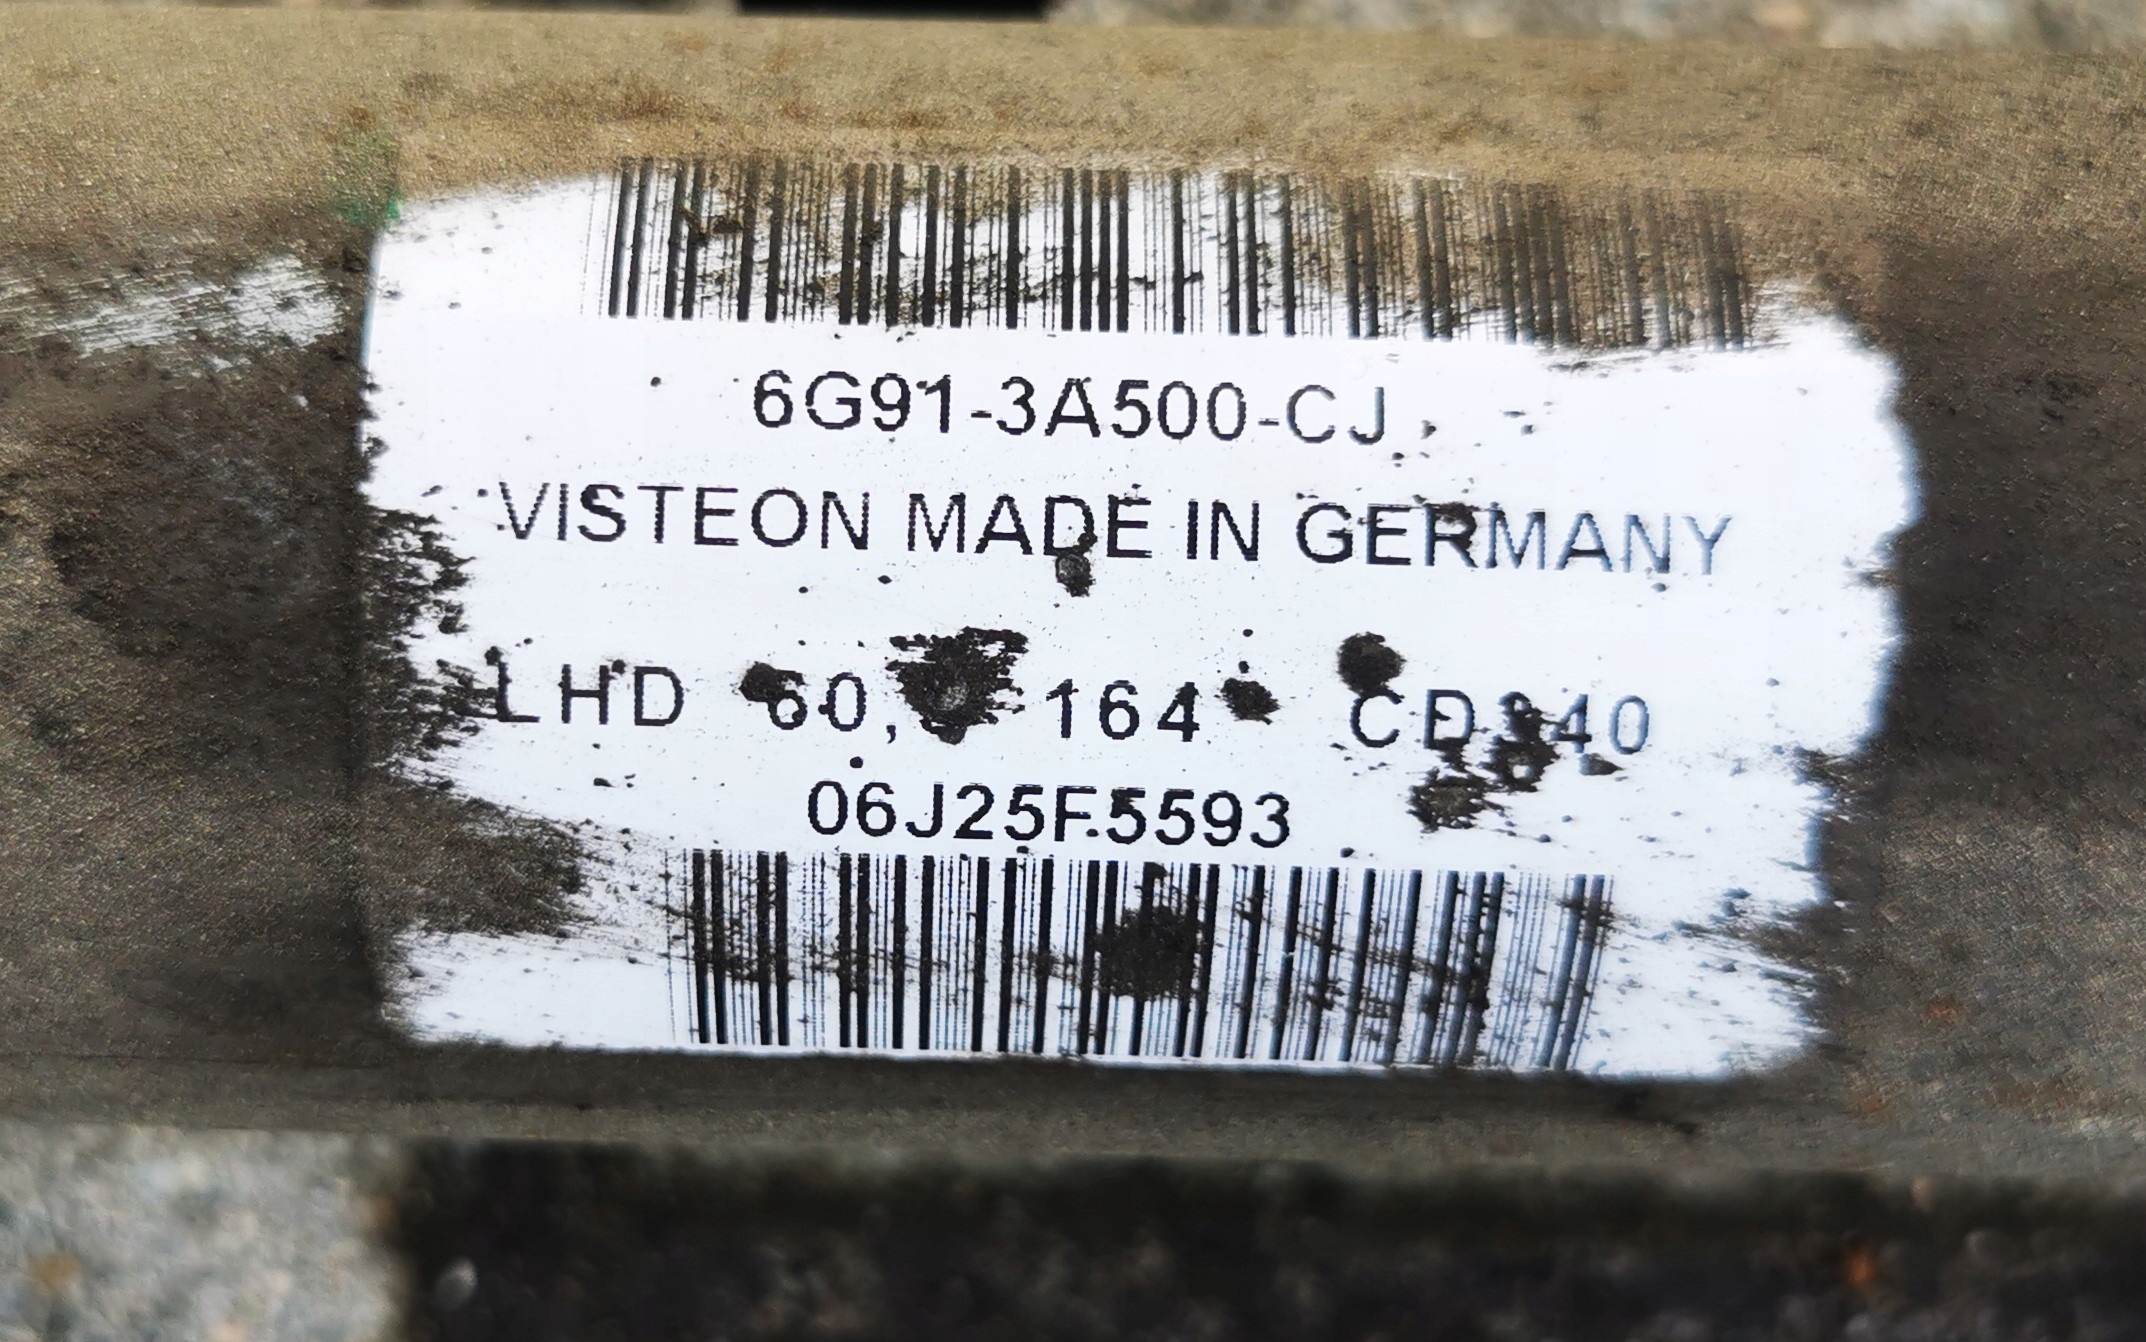 6G91-3A500-CJ
VISTEON MADE IN GERMANY
LHD 164
06J25F5593